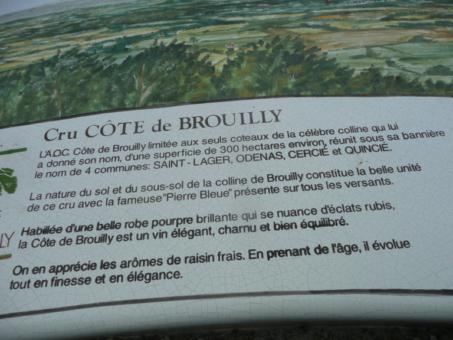 Cru CÔTE de BROUILLY
L'AOC Côte de Brouilly limitée aux seuls coteaux de la célèbre colline qui lui
a donné son nom, d'une superficie de 300 hectares environ, réunit sous sa bannière
le nom de 4 communes: SAINT - LAGER, ODENAS, CERCIÉ et QUINCIÉ.
La nature du sol et du sous-sol de la colline de Brouilly constitue la belle unité
de ce cru avec la fameuse "Pierre Bleue" présente sur tous les versants.
Habillée d'une belle robe pourpre brillante qui se nuance d'éclats rubis,
la Côte de Brouilly est un vin élégant, charnu et bien équilibré.
On en apprécie les arômes de raisin frais. En prenant de l'âge, il évolue
tout en finesse et en élégance.